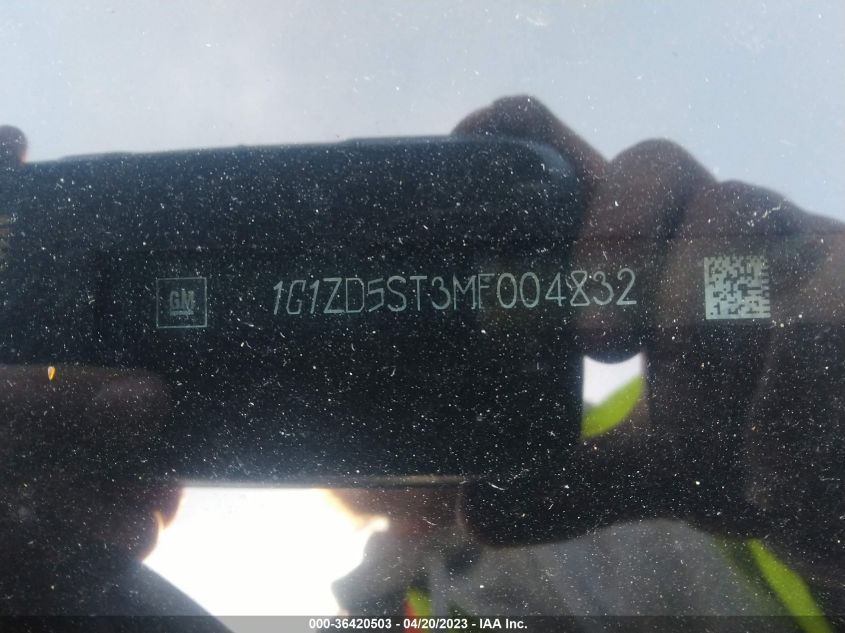 GM 1G1ZD5ST3MF004832
000-36420503 - 04/20/2023 - IAA Inc.